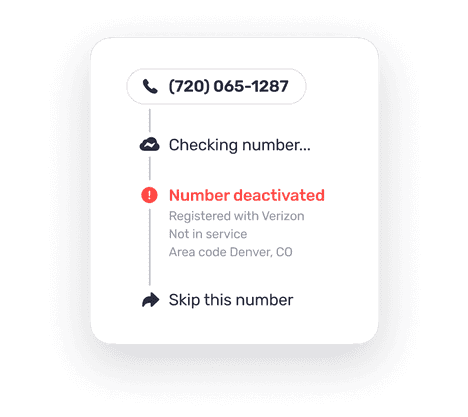 (720) 065-1287
Checking number...
Number deactivated
Registered with Verizon
Not in service
Area code Denver, CO
Skip this number